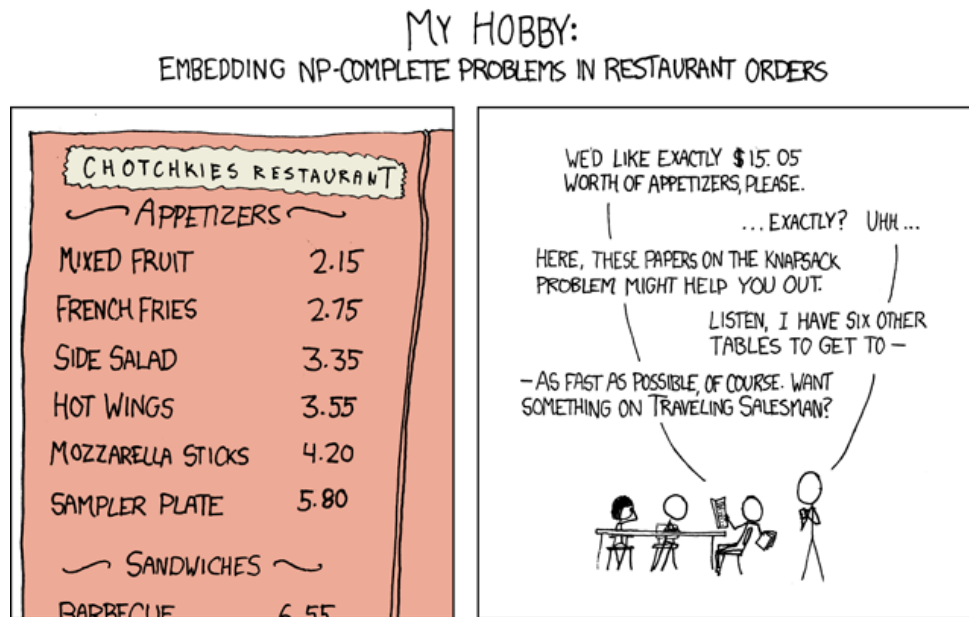 MY HOBBY:
EMBEDDING NP-COMPLETE PROBLEMS IN RESTAURANT ORDERS
CHOTCHKIES RESTAURANT
APPETIZERS
MIXED FRUIT 2.15
FRENCH FRIES 2.75
SIDE SALAD 3.35
HOT WINGS 3.55
MOZZARELLA STICKS 4.20
SAMPLER PLATE 5.80
SANDWICHES
BARBECUE 6.55
WE'D LIKE EXACTLY $15.05
WORTH OF APPETIZERS, PLEASE.
...EXACTLY? UHH...
HERE, THESE PAPERS ON THE KNAPSACK
PROBLEM MIGHT HELP YOU OUT.
LISTEN, I HAVE SIX OTHER
TABLES TO GET TO —
—AS FAST AS POSSIBLE, OF COURSE. WANT
SOMETHING ON TRAVELING SALESMAN?